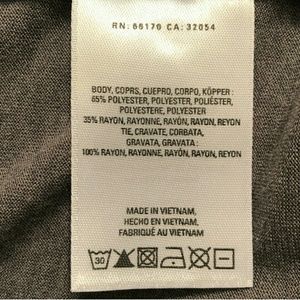 RN: 66170 CA: 32054
BODY, COPRS, CUEPRO, CORPO, KÖPPER :
65% POLYESTER, POLYESTER, POLIÉSTER,
POLYESTERE, POLYESTER
35% RAYON, RAYONNE, RAYÓN, RAYON, REYON
TIE, CRAVATE, CORBATA,
GRAVATA, GRAVATA :
100% RAYON, RAYONNE, RAYÓN, RAYON, REYON
MADE IN VIETNAM,
HECHO EN VIETNAM,
FABRIQUÉ AU VIETNAM
30